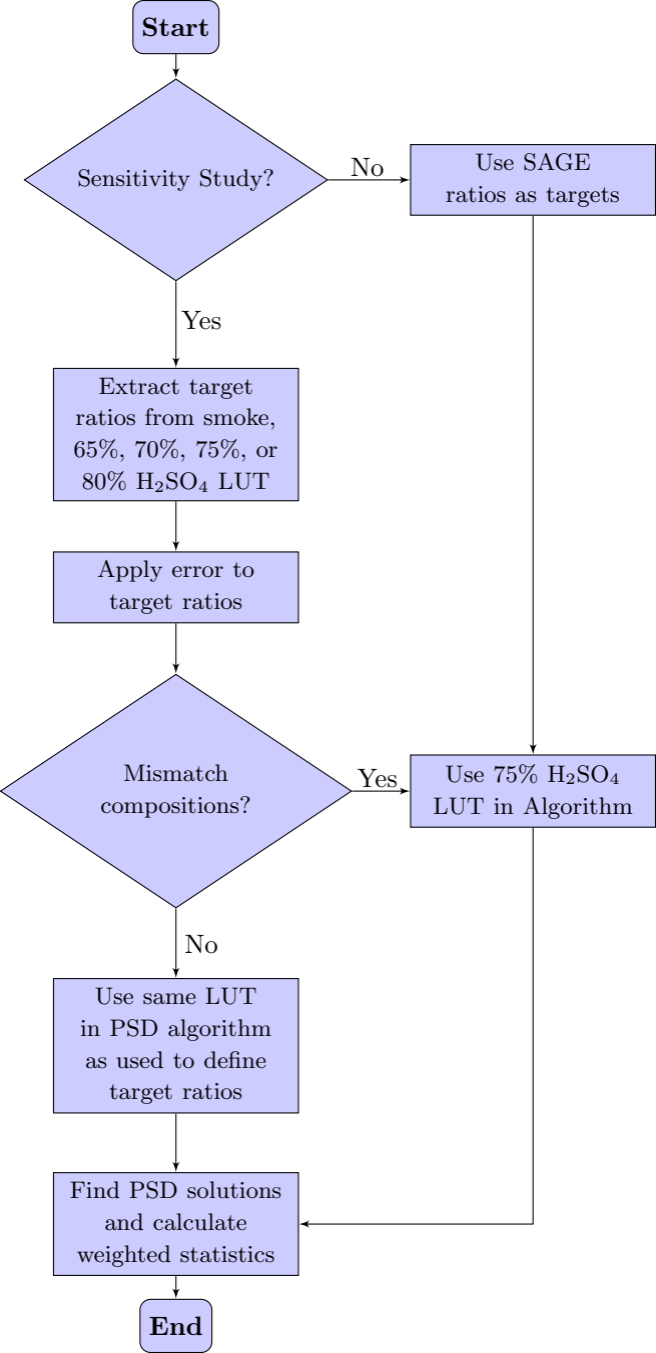 Start
Sensitivity Study?
No
Use SAGE
ratios as targets
Yes
Extract target
ratios from smoke,
65%, 70%, 75%, or
80% H₂SO₄ LUT
Apply error to
target ratios
Mismatch
compositions?
Yes
Use 75% H₂SO₄
LUT in Algorithm
No
Use same LUT
in PSD algorithm
as used to define
target ratios
Find PSD solutions
and calculate
weighted statistics
End